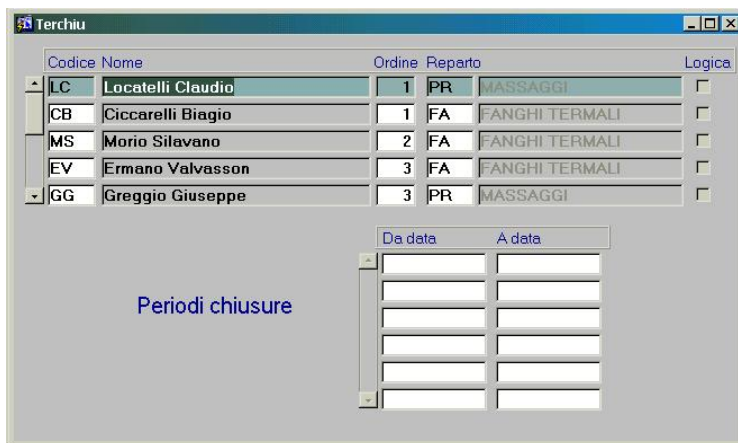 Terchiu
Codice Nome Ordine Reparto Logica
LC Locatelli Claudio 1 PR MASSAGGI
CB Ciccarelli Biagio 1 FA FANGHI TERMALI
MS Morio Silavano 2 FA FANGHI TERMALI
EV Ermano Valvasson 3 FA FANGHI TERMALI
GG Greggio Giuseppe 3 PR MASSAGGI
Da data A data
Periodi chiusure